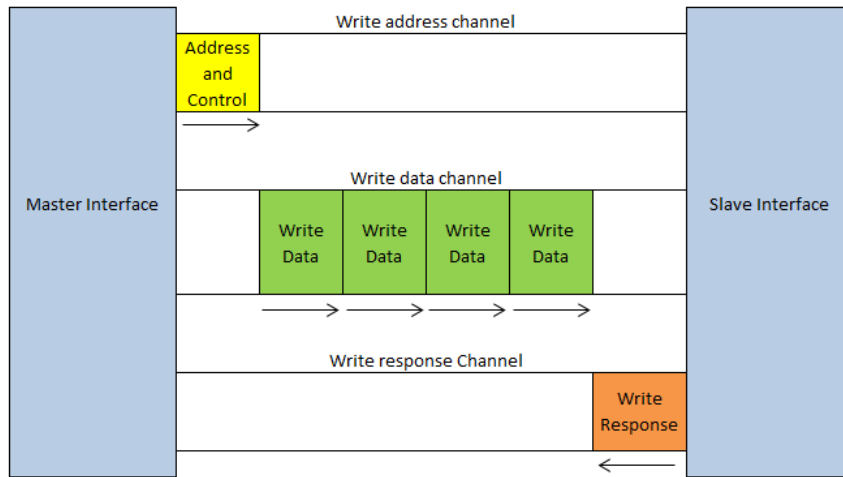 Write address channel
Address
and
Control
Write data channel
Master Interface
Slave Interface
Write
Data
Write
Data
Write
Data
Write
Data
Write response Channel
Write
Response